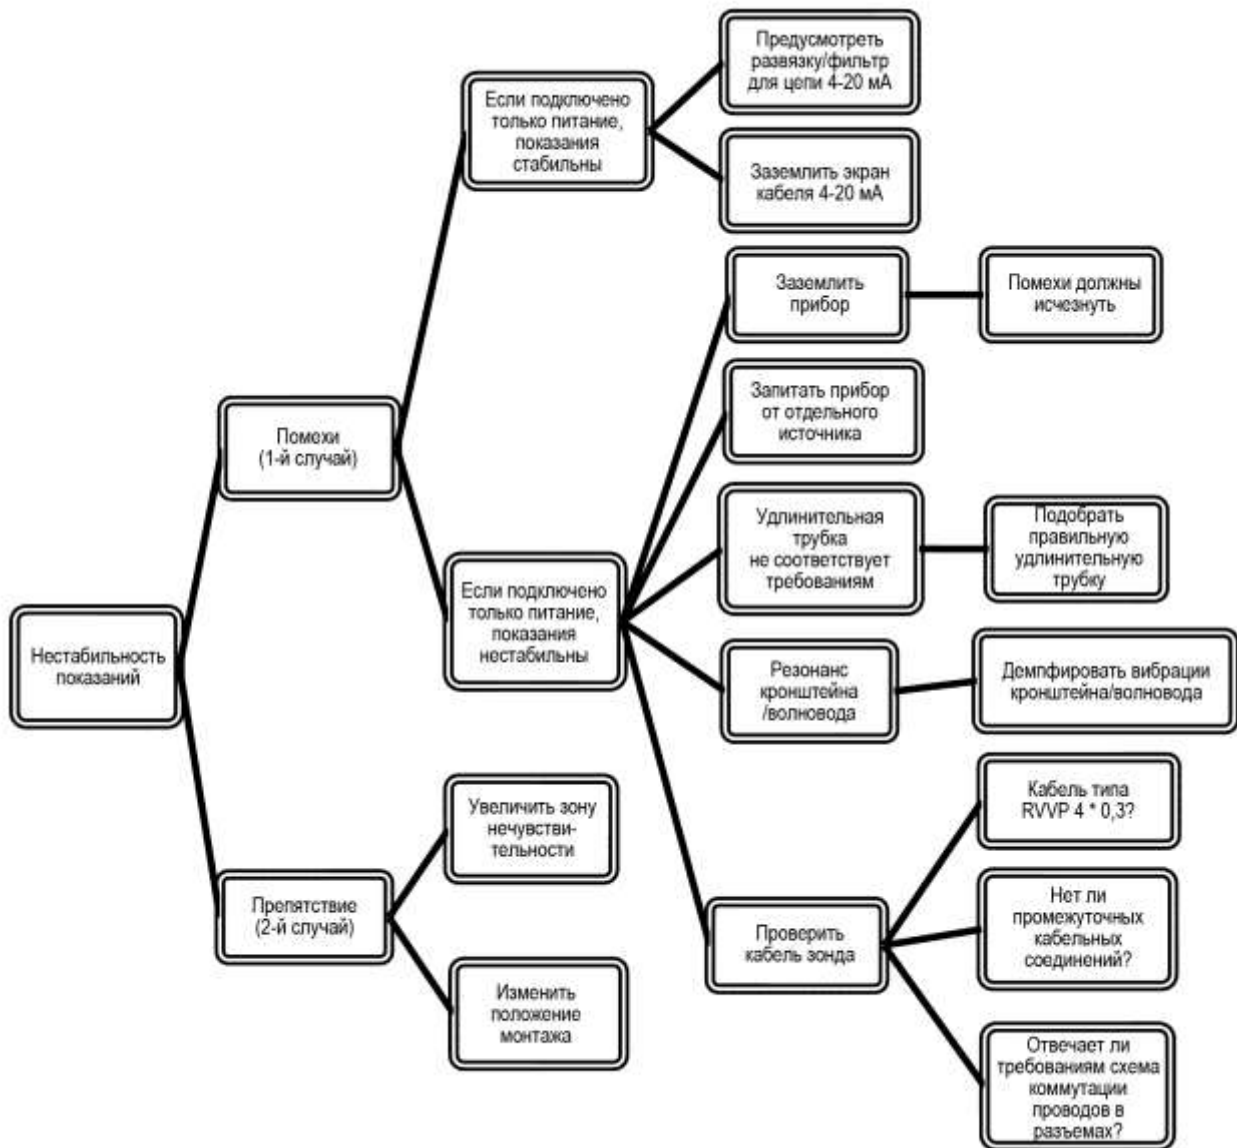 Предусмотреть
развязку/фильтр
для цепи 4-20 мА
Если подключено
только питание,
показания
стабильны
Заземлить экран
кабеля 4-20 мА
Заземлить
прибор
Помехи должны
исчезнуть
Запитать прибор
от отдельного
источника
Помехи
(1-й случай)
Удлинительная
трубка
не соответствует
требованиям
Подобрать
правильную
удлинительную
трубку
Если подключено
только питание,
показания
нестабильны
Нестабильность
показаний
Резонанс
кронштейна
/волновода
Демпфировать вибрации
кронштейна/волновода
Увеличить зону
нечувстви-
тельности
Кабель типа
RVVP 4 * 0,3?
Препятствие
(2-й случай)
Проверить
кабель зонда
Нет ли
промежуточных
кабельных
соединений?
Изменить
положение
монтажа
Отвечает ли
требованиям схема
коммутации
проводов в
разъемах?